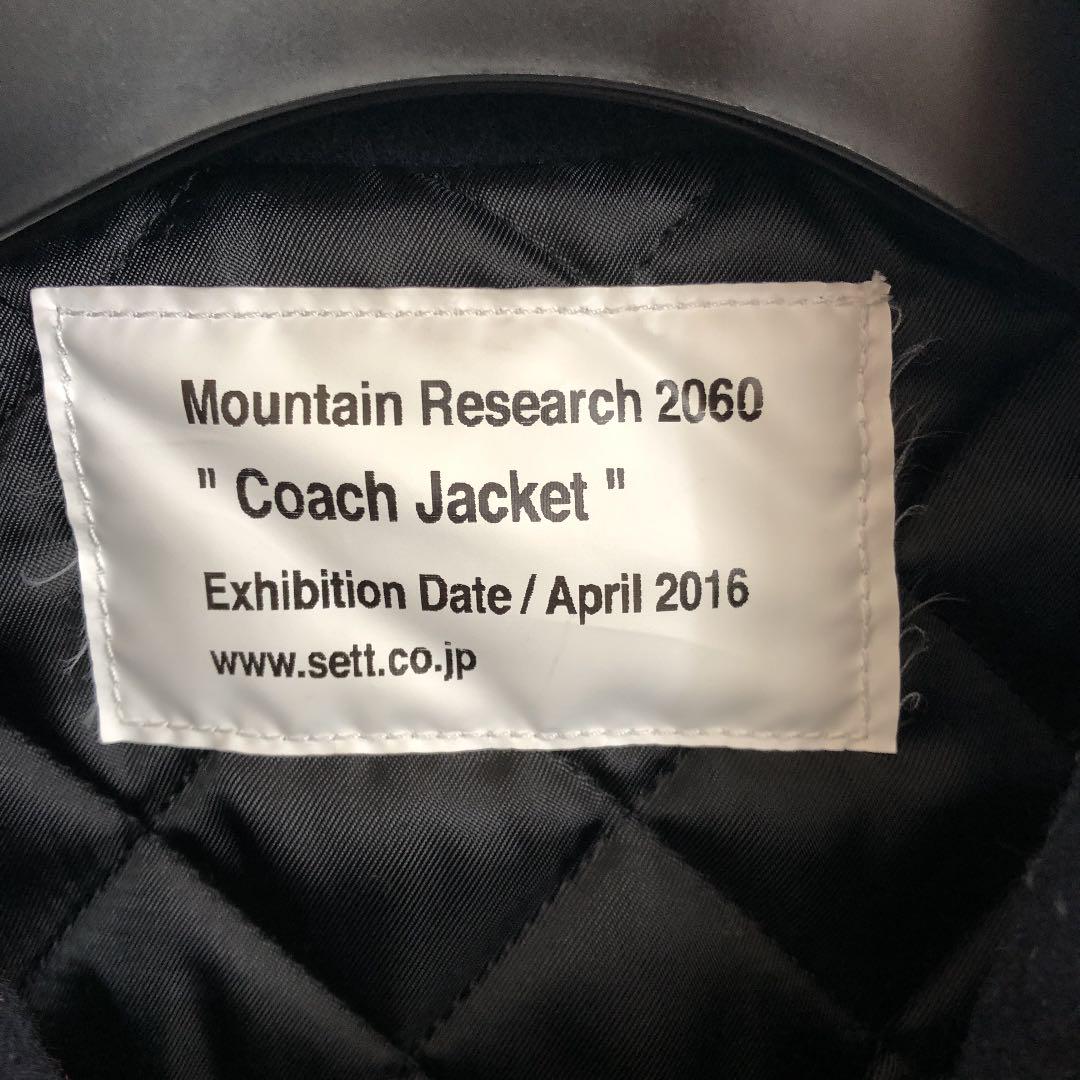 Mountain Research 2060
" Coach Jacket "
Exhibition Date / April 2016
www.sett.co.jp